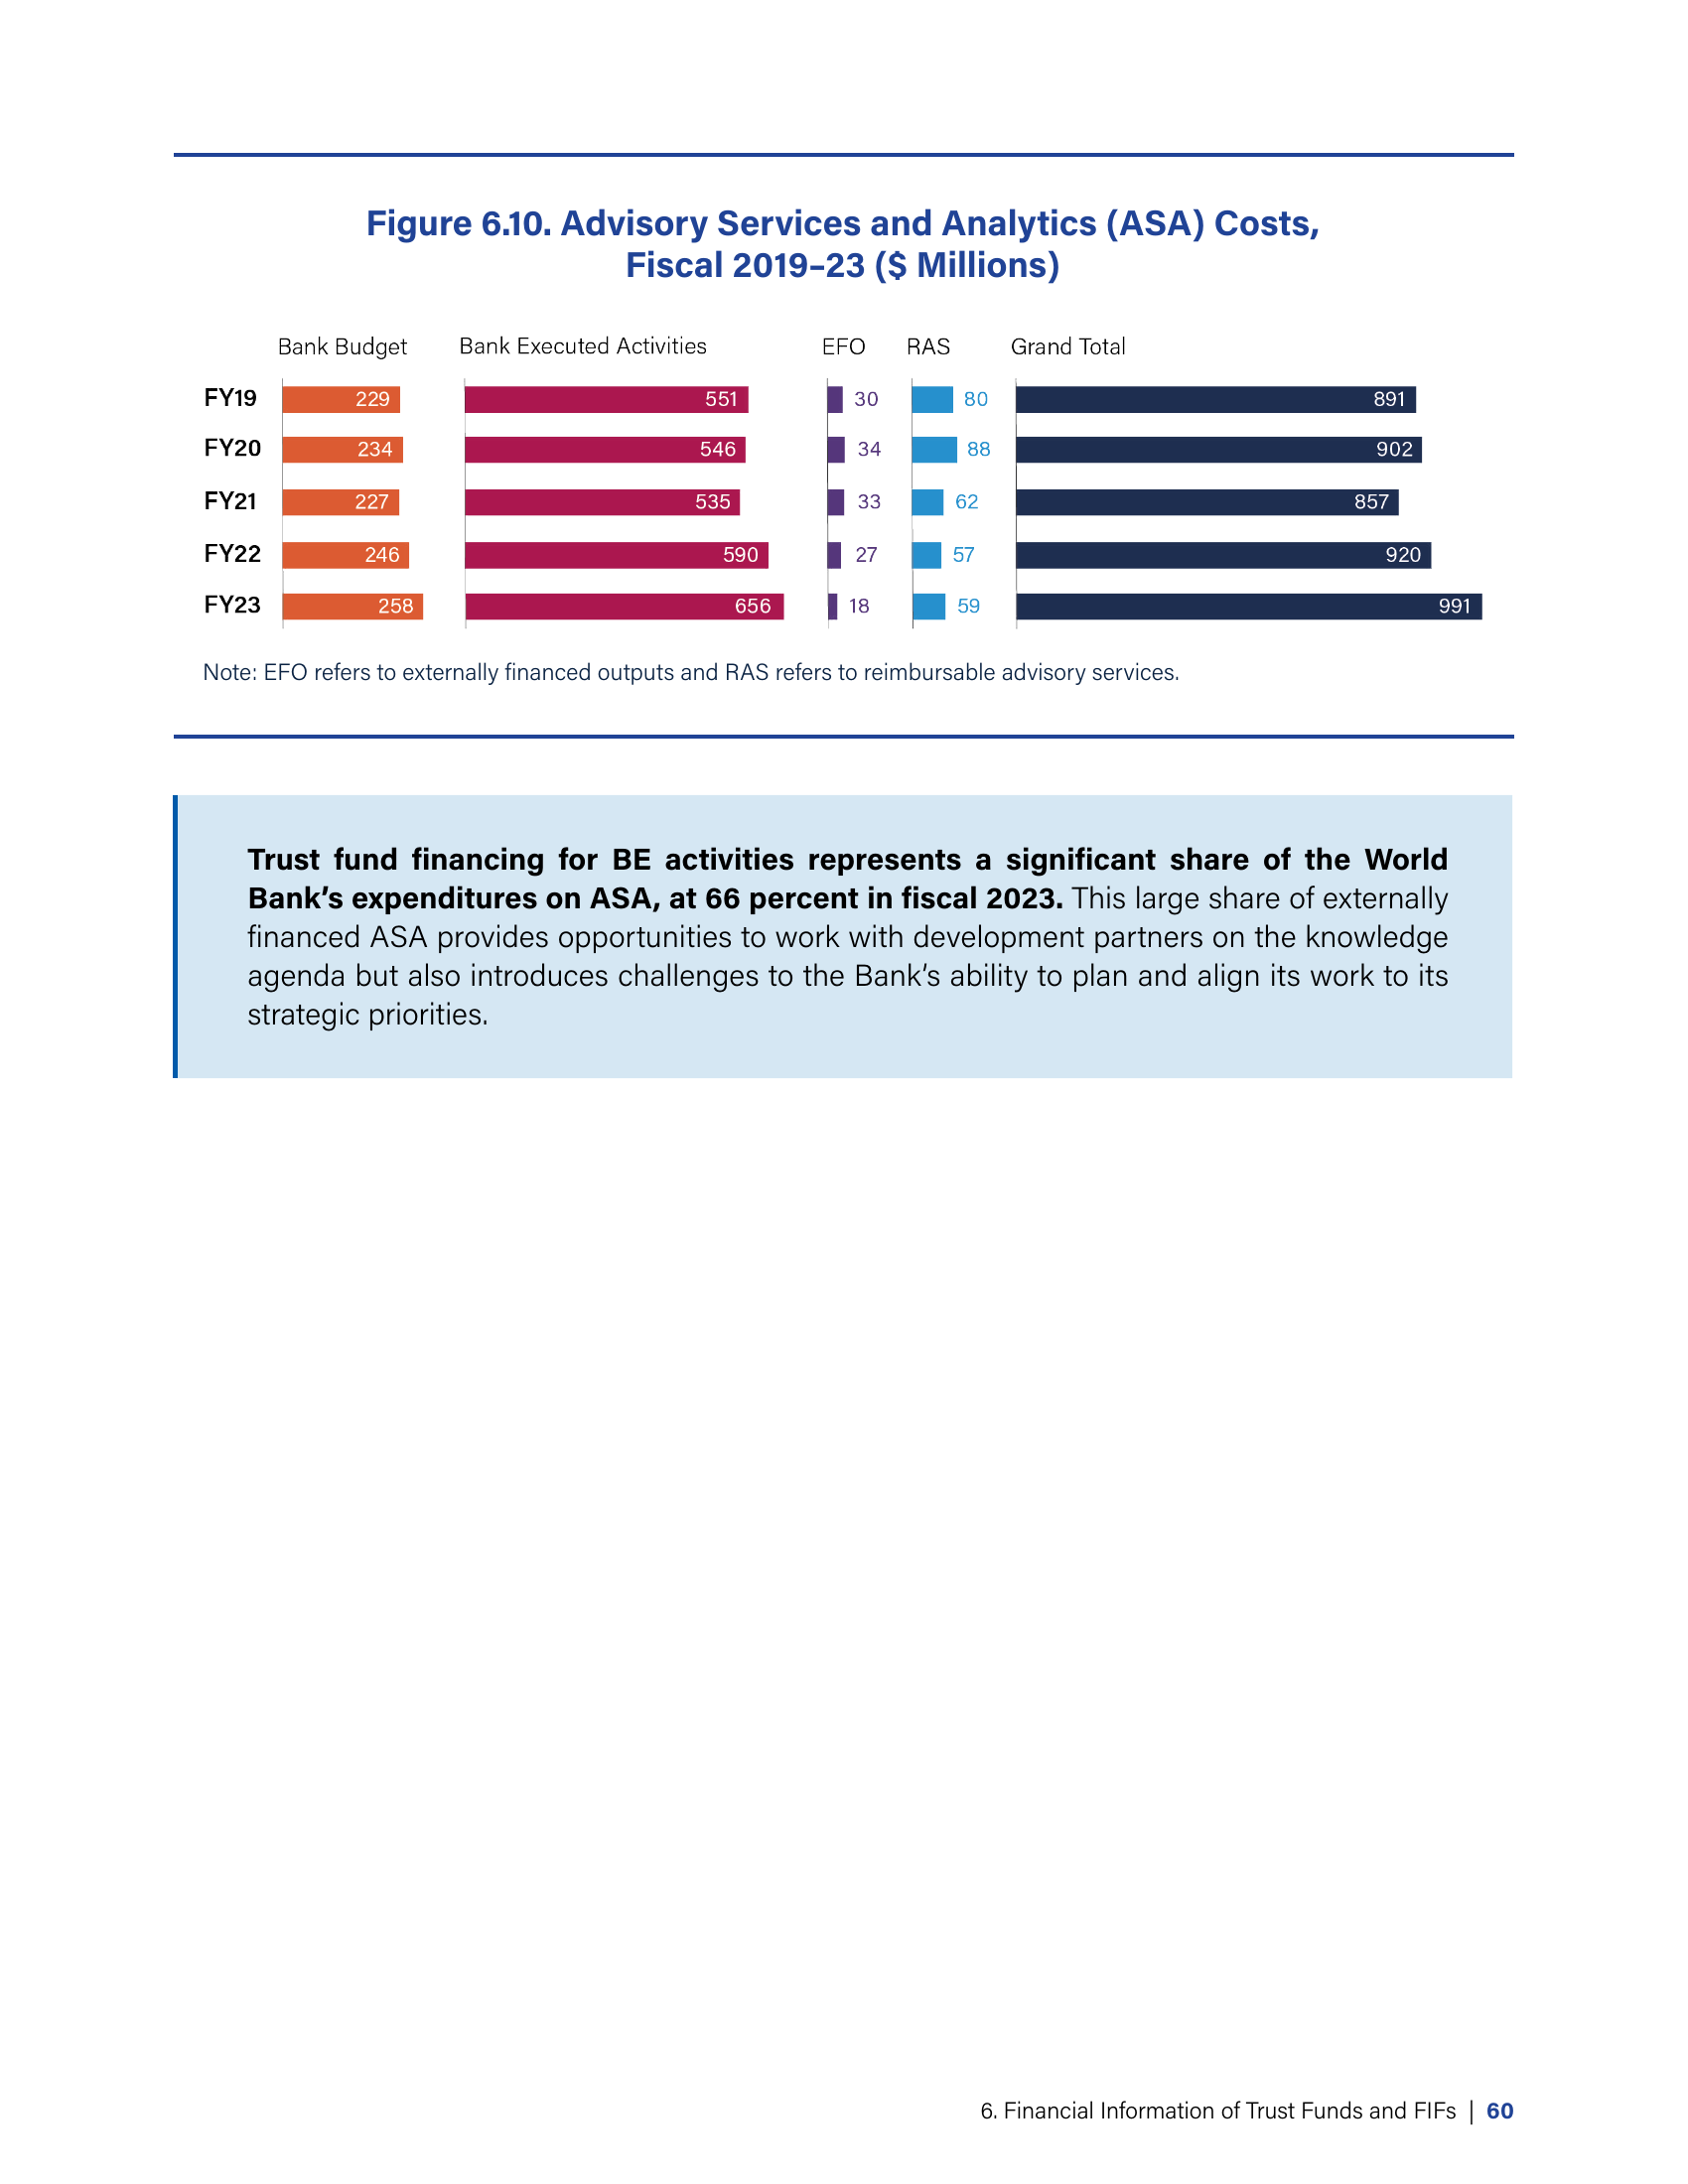 Figure 6.10. Advisory Services and Analytics (ASA) Costs,
Fiscal 2019–23 ($ Millions)
Bank Budget Bank Executed Activities EFO RAS Grand Total
FY19 229 551 30 80 891
FY20 234 546 34 88 902
FY21 227 535 33 62 857
FY22 246 590 27 57 920
FY23 258 656 18 59 991
Note: EFO refers to externally financed outputs and RAS refers to reimbursable advisory services.
Trust fund financing for BE activities represents a significant share of the World
Bank’s expenditures on ASA, at 66 percent in fiscal 2023. This large share of externally
financed ASA provides opportunities to work with development partners on the knowledge
agenda but also introduces challenges to the Bank’s ability to plan and align its work to its
strategic priorities.
6. Financial Information of Trust Funds and FIFs | 60